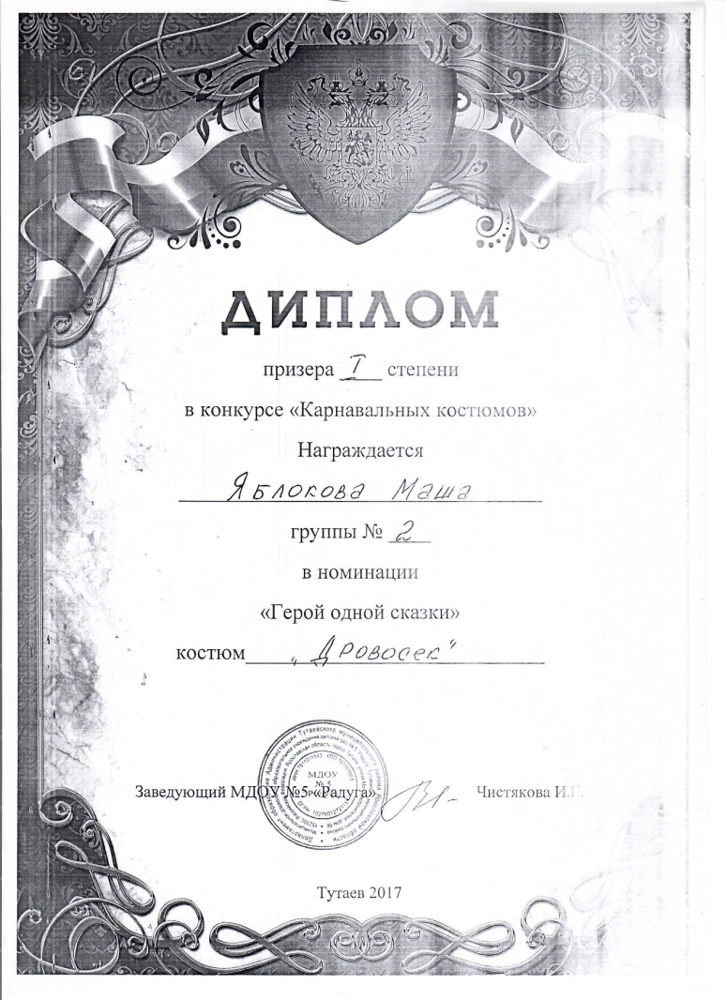 ДИПЛОМ
призера I степени
в конкурсе «Карнавальных костюмов»
Награждается
Яблокова Маша
группы № 2
в номинации
«Герой одной сказки»
костюм „Дровосек“
МДОУ
№ 5
Заведующий МДОУ №5 «Радуга» Чистякова И.Г.
Тутаев 2017